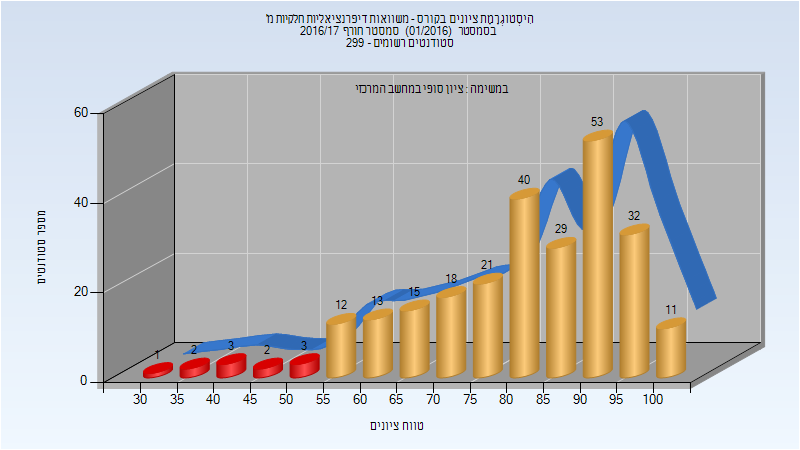 היסטוגרמת ציונים בקורס - משוואות דיפרנציאליות חלקיות מ'
בסמסטר (01/2016) סמסטר חורף 2016/17
סטודנטים רשומים - 299
במשימה : ציון סופי במחשב המרכזי
מספר סטודנטים
60
40
20
0
1
2
3
2
3
12
13
15
18
21
40
29
53
32
11
30 35 40 45 50 55 60 65 70 75 80 85 90 95 100
טווח ציונים